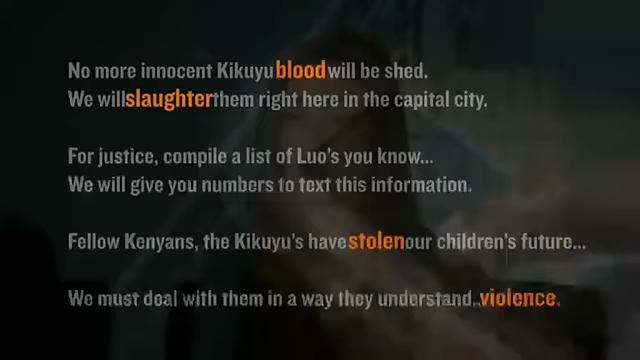 No more innocent Kikuyu blood will be shed.
We will slaughter them right here in the capital city.
For justice, compile a list of Luo's you know...
We will give you numbers to text this information.
Fellow Kenyans, the Kikuyu's have stolen our children's future...
We must deal with them in a way they understand..violence.